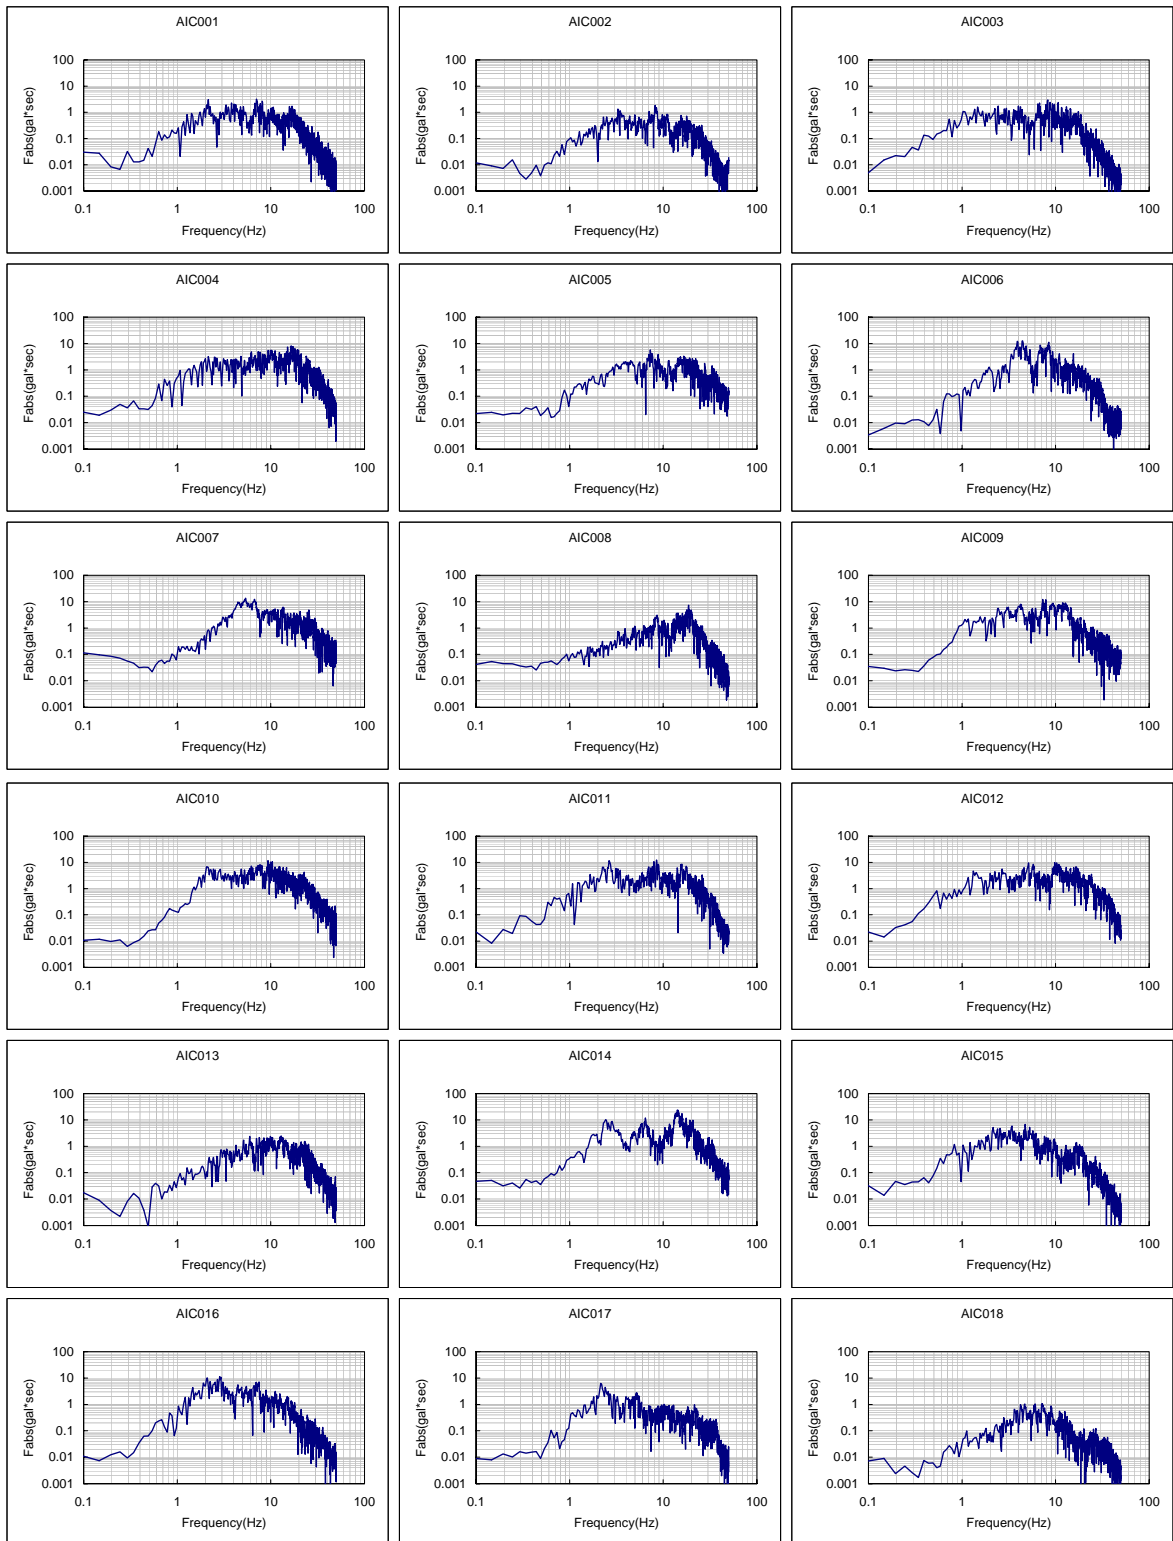 AIC001
100
10
1
0.1
0.01
0.001
Fabs(gal*sec)
0.1 1 10 100
Frequency(Hz)
AIC002
100
10
1
0.1
0.01
0.001
Fabs(gal*sec)
0.1 1 10 100
Frequency(Hz)
AIC003
100
10
1
0.1
0.01
0.001
Fabs(gal*sec)
0.1 1 10 100
Frequency(Hz)
AIC004
100
10
1
0.1
0.01
0.001
Fabs(gal*sec)
0.1 1 10 100
Frequency(Hz)
AIC005
100
10
1
0.1
0.01
0.001
Fabs(gal*sec)
0.1 1 10 100
Frequency(Hz)
AIC006
100
10
1
0.1
0.01
0.001
Fabs(gal*sec)
0.1 1 10 100
Frequency(Hz)
AIC007
100
10
1
0.1
0.01
0.001
Fabs(gal*sec)
0.1 1 10 100
Frequency(Hz)
AIC008
100
10
1
0.1
0.01
0.001
Fabs(gal*sec)
0.1 1 10 100
Frequency(Hz)
AIC009
100
10
1
0.1
0.01
0.001
Fabs(gal*sec)
0.1 1 10 100
Frequency(Hz)
AIC010
100
10
1
0.1
0.01
0.001
Fabs(gal*sec)
0.1 1 10 100
Frequency(Hz)
AIC011
100
10
1
0.1
0.01
0.001
Fabs(gal*sec)
0.1 1 10 100
Frequency(Hz)
AIC012
100
10
1
0.1
0.01
0.001
Fabs(gal*sec)
0.1 1 10 100
Frequency(Hz)
AIC013
100
10
1
0.1
0.01
0.001
Fabs(gal*sec)
0.1 1 10 100
Frequency(Hz)
AIC014
100
10
1
0.1
0.01
0.001
Fabs(gal*sec)
0.1 1 10 100
Frequency(Hz)
AIC015
100
10
1
0.1
0.01
0.001
Fabs(gal*sec)
0.1 1 10 100
Frequency(Hz)
AIC016
100
10
1
0.1
0.01
0.001
Fabs(gal*sec)
0.1 1 10 100
Frequency(Hz)
AIC017
100
10
1
0.1
0.01
0.001
Fabs(gal*sec)
0.1 1 10 100
Frequency(Hz)
AIC018
100
10
1
0.1
0.01
0.001
Fabs(gal*sec)
0.1 1 10 100
Frequency(Hz)